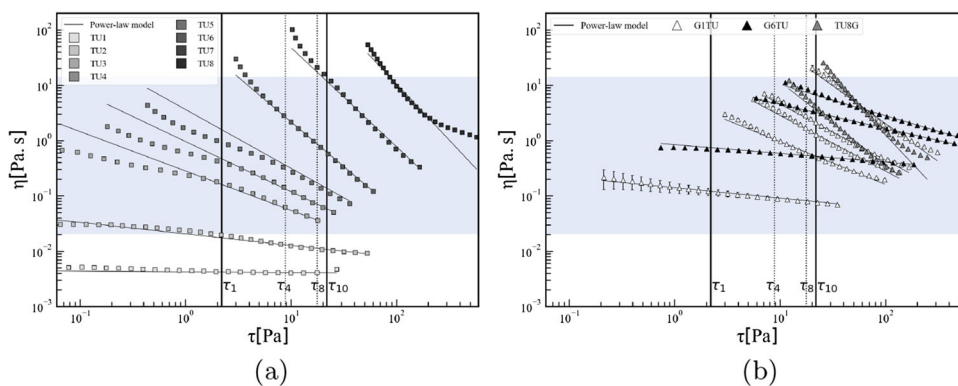 Power-law model
TU1
TU2
TU3
TU4
TU5
TU6
TU7
TU8
10²
10¹
10⁰
10⁻¹
10⁻²
10⁻³
η[Pa. s]
τ₁
τ₄
τ₈
τ₁₀
10⁻¹
10⁰
10¹
10²
τ[Pa]
(a)
Power-law model G1TU G6TU TU8G
10²
10¹
10⁰
10⁻¹
10⁻²
10⁻³
η[Pa. s]
τ₁
τ₄
τ₈
τ₁₀
10⁻¹
10⁰
10¹
10²
τ[Pa]
(b)